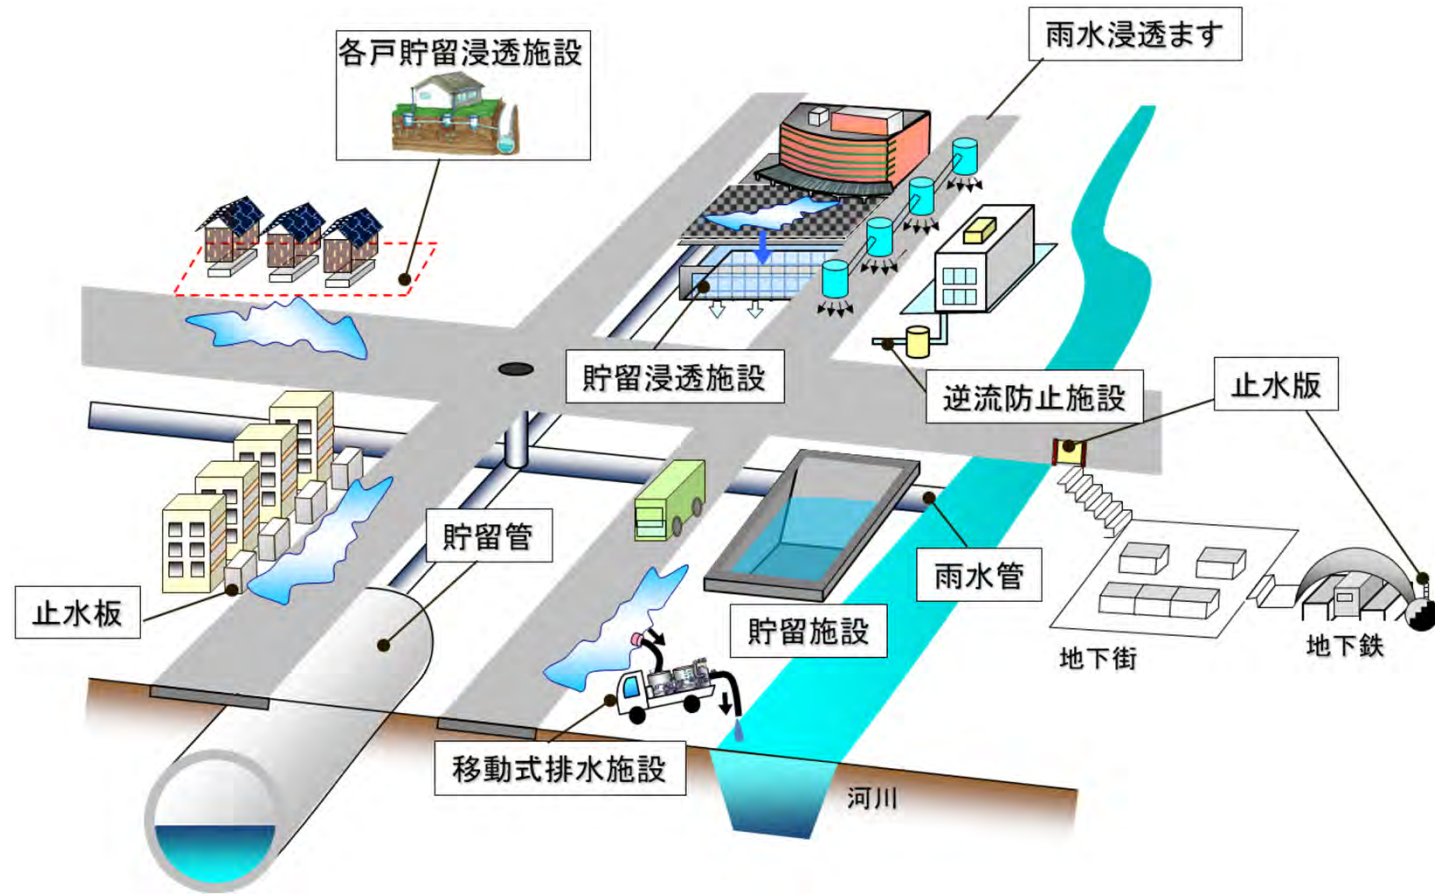 雨水浸透ます
各戸貯留浸透施設
貯留浸透施設
逆流防止施設
止水版
貯留管
雨水管
止水板
貯留施設
地下街
地下鉄
移動式排水施設
河川